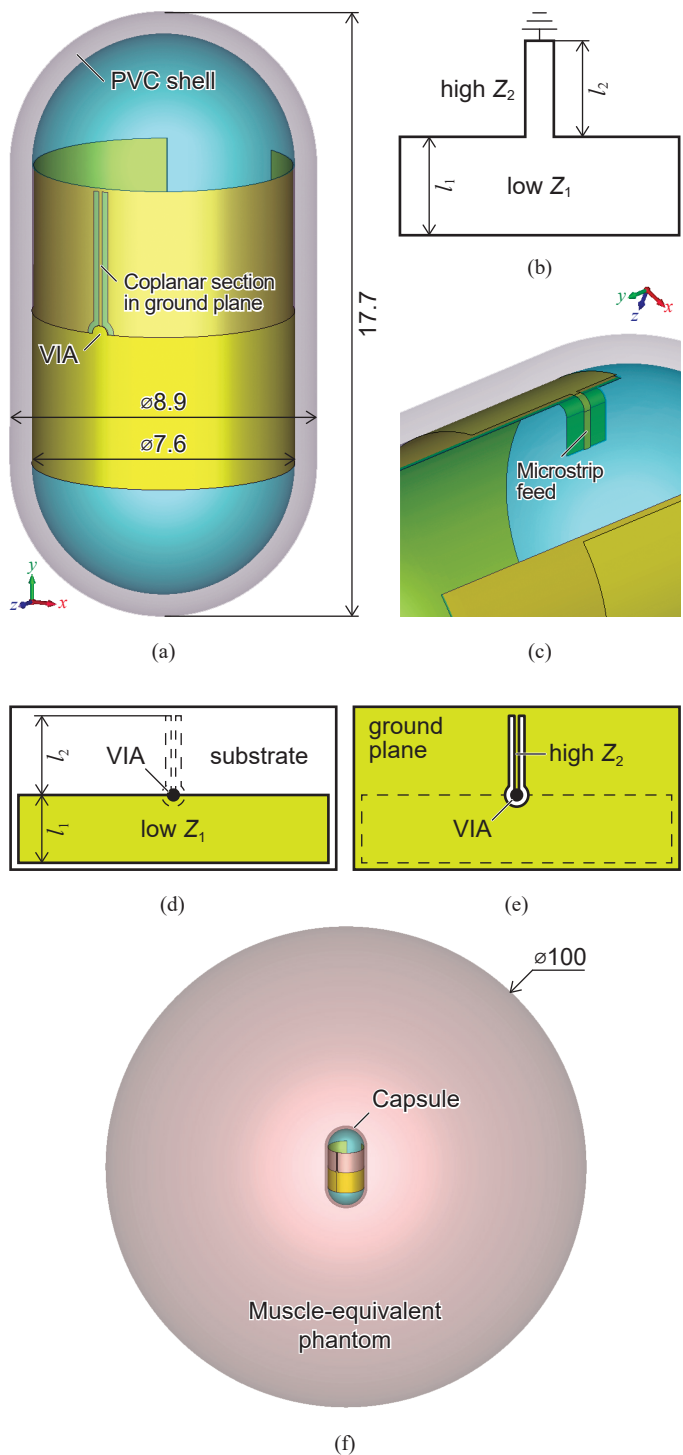 PVC shell
Coplanar section
in ground plane
VIA
⌀8.9
⌀7.6
17.7
y
z
x
(a)
high Z2
l2
l1
low Z1
(b)
y
z
x
Microstrip
feed
(c)
l2
VIA
substrate
l1
low Z1
(d)
ground
plane
high Z2
VIA
(e)
⌀100
Capsule
Muscle-equivalent
phantom
(f)